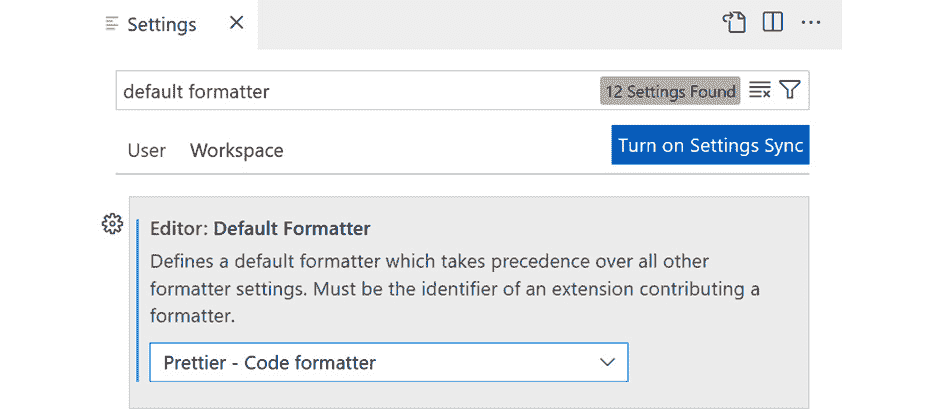 Settings
default formatter
12 Settings Found
User Workspace
Turn on Settings Sync
Editor: Default Formatter
Defines a default formatter which takes precedence over all other
formatter settings. Must be the identifier of an extension contributing a
formatter.
Prettier - Code formatter